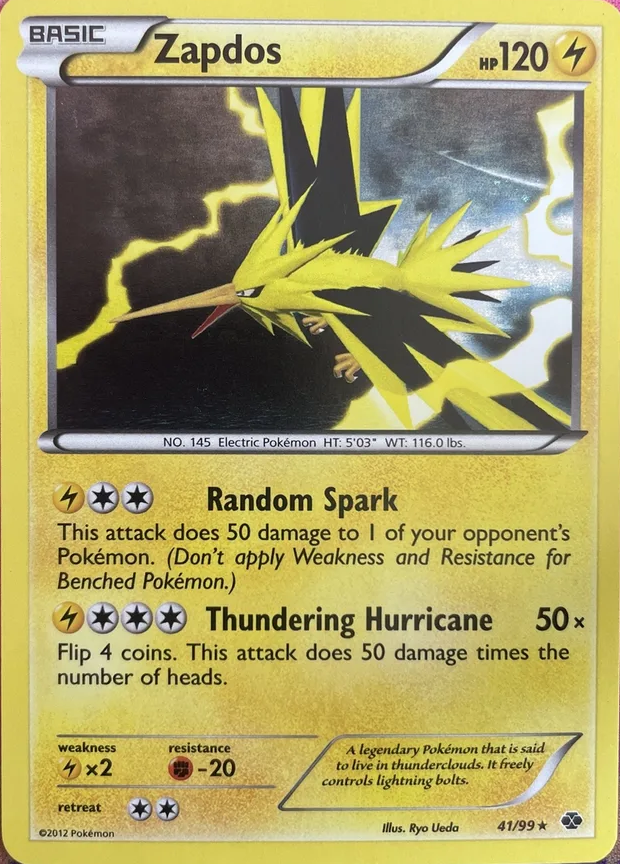 BASIC
Zapdos
HP120
NO. 145 Electric Pokémon HT: 5'03" WT: 116.0 lbs.
Random Spark
This attack does 50 damage to 1 of your opponent's
Pokémon. (Don't apply Weakness and Resistance for
Benched Pokémon.)
Thundering Hurricane 50×
Flip 4 coins. This attack does 50 damage times the
number of heads.
weakness resistance
×2 -20
A legendary Pokémon that is said
to live in thunderclouds. It freely
controls lightning bolts.
retreat
©2012 Pokémon Illus. Ryo Ueda 41/99★